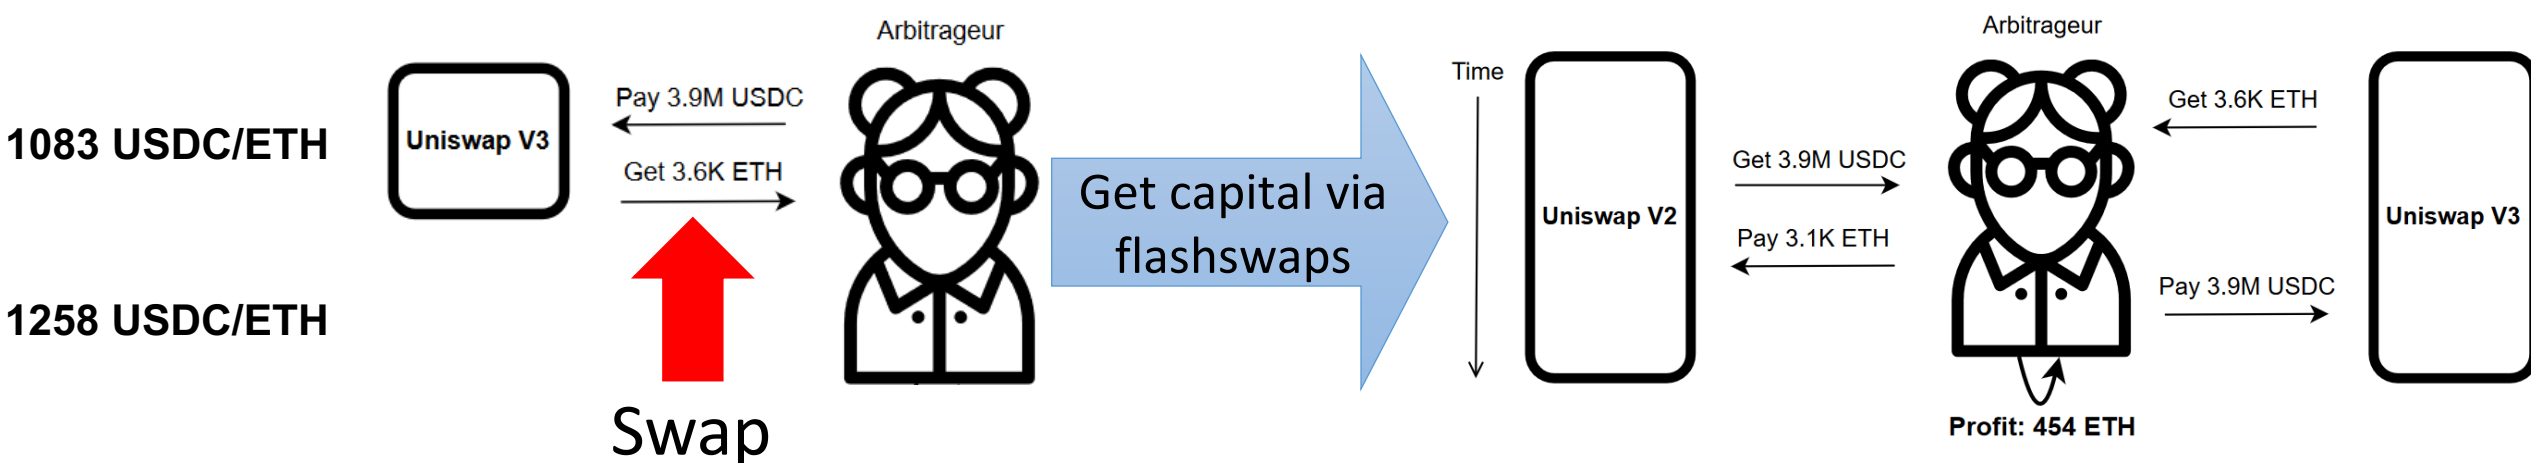 1083 USDC/ETH
1258 USDC/ETH
Uniswap V3
Pay 3.9M USDC
Get 3.6K ETH
Swap
Arbitrageur
Get capital via
flashswaps
Time
Uniswap V2
Get 3.9M USDC
Pay 3.1K ETH
Arbitrageur
Profit: 454 ETH
Get 3.6K ETH
Pay 3.9M USDC
Uniswap V3